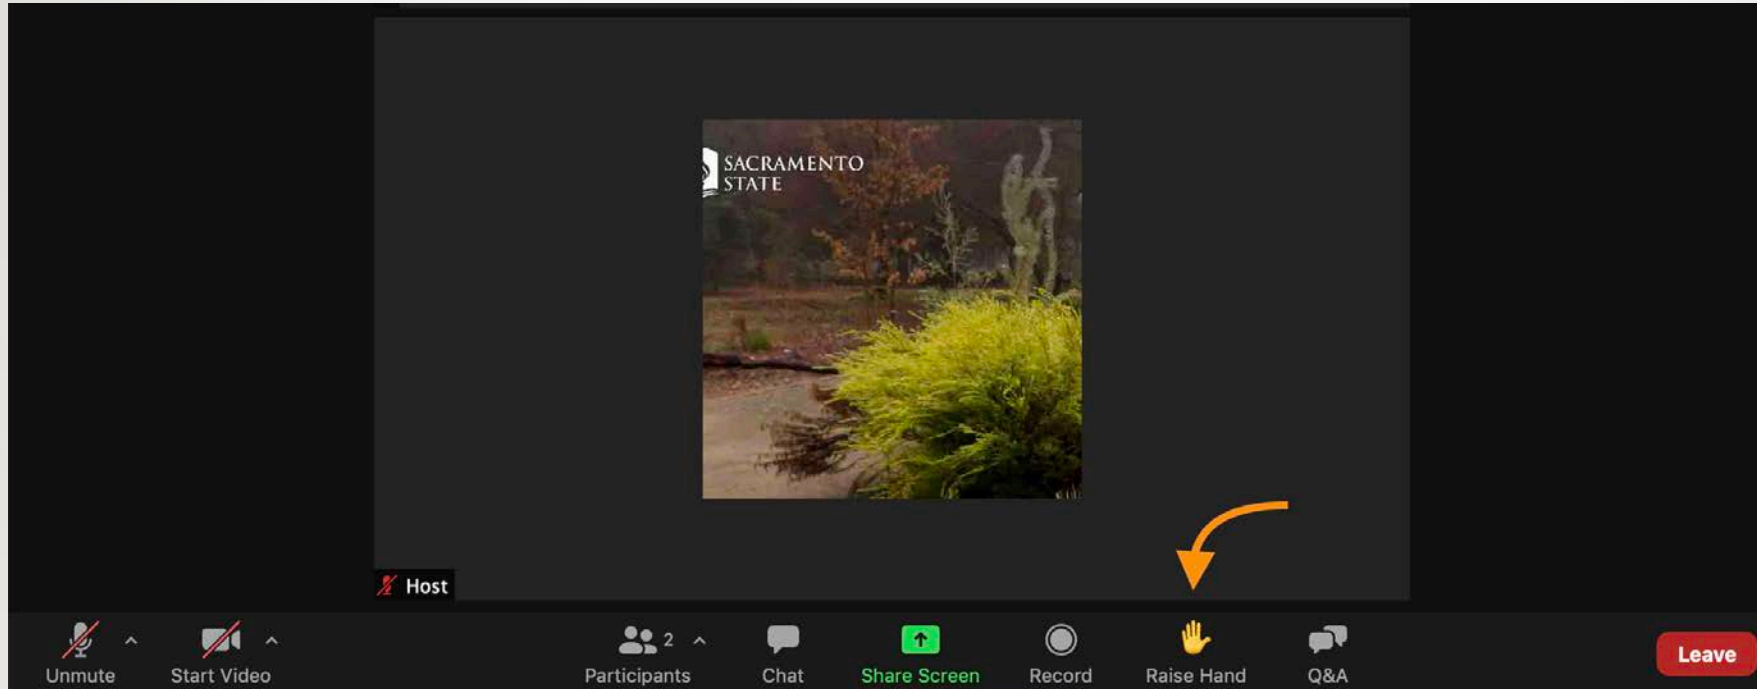 SACRAMENTO
STATE
Host
Unmute
Start Video
2
Participants
Chat
Share Screen
Record
Raise Hand
Q&A
Leave